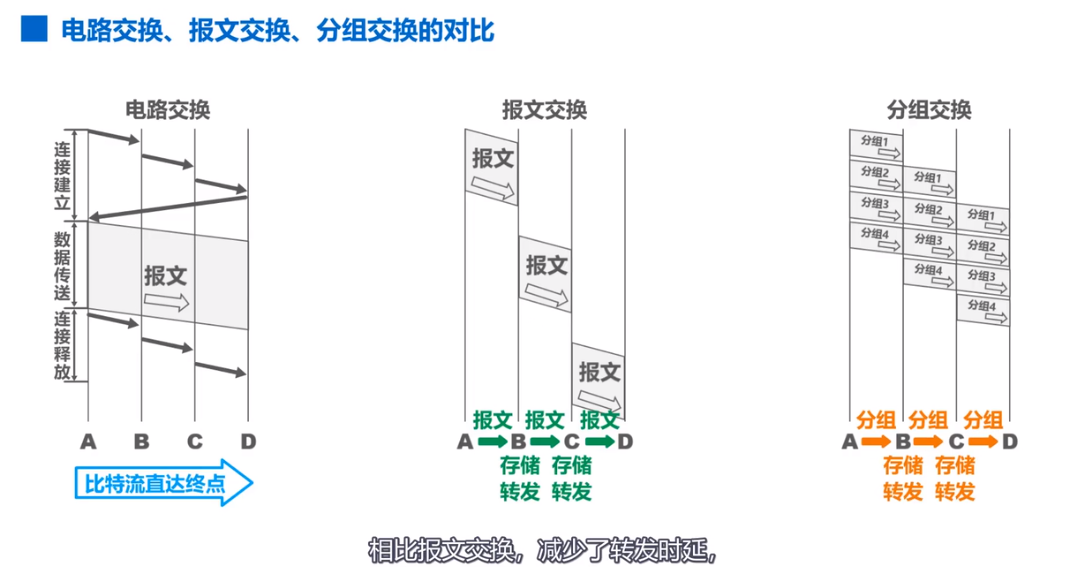 电路交换、报文交换、分组交换的对比
电路交换
连接建立
数据传送
连接释放
报文
A B C D
比特流直达终点
报文交换
报文
报文
报文
报文 报文 报文
A B C D
存储 存储
转发 转发
分组交换
分组1
分组2 分组1
分组3 分组2 分组1
分组4 分组3 分组2
分组4 分组3
分组4
分组 分组 分组
A B C D
存储 存储
转发 转发
相比报文交换，减少了转发时延，